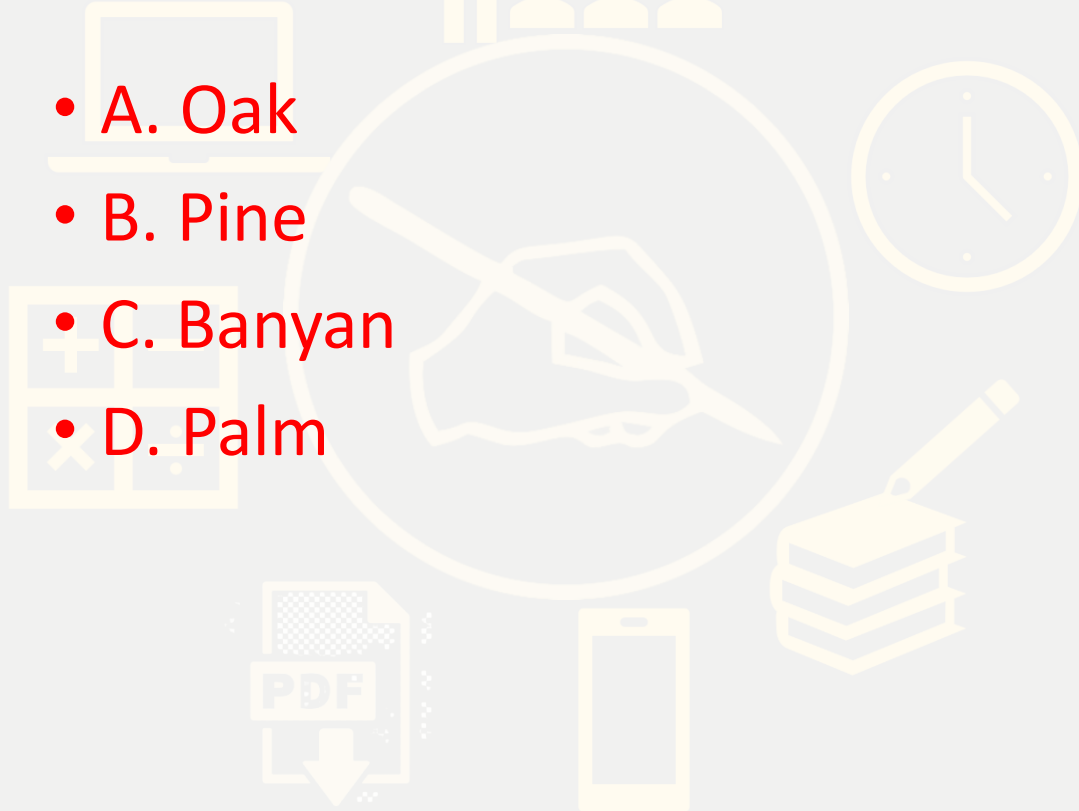 • A. Oak
• B. Pine
• C. Banyan
• D. Palm
PDF